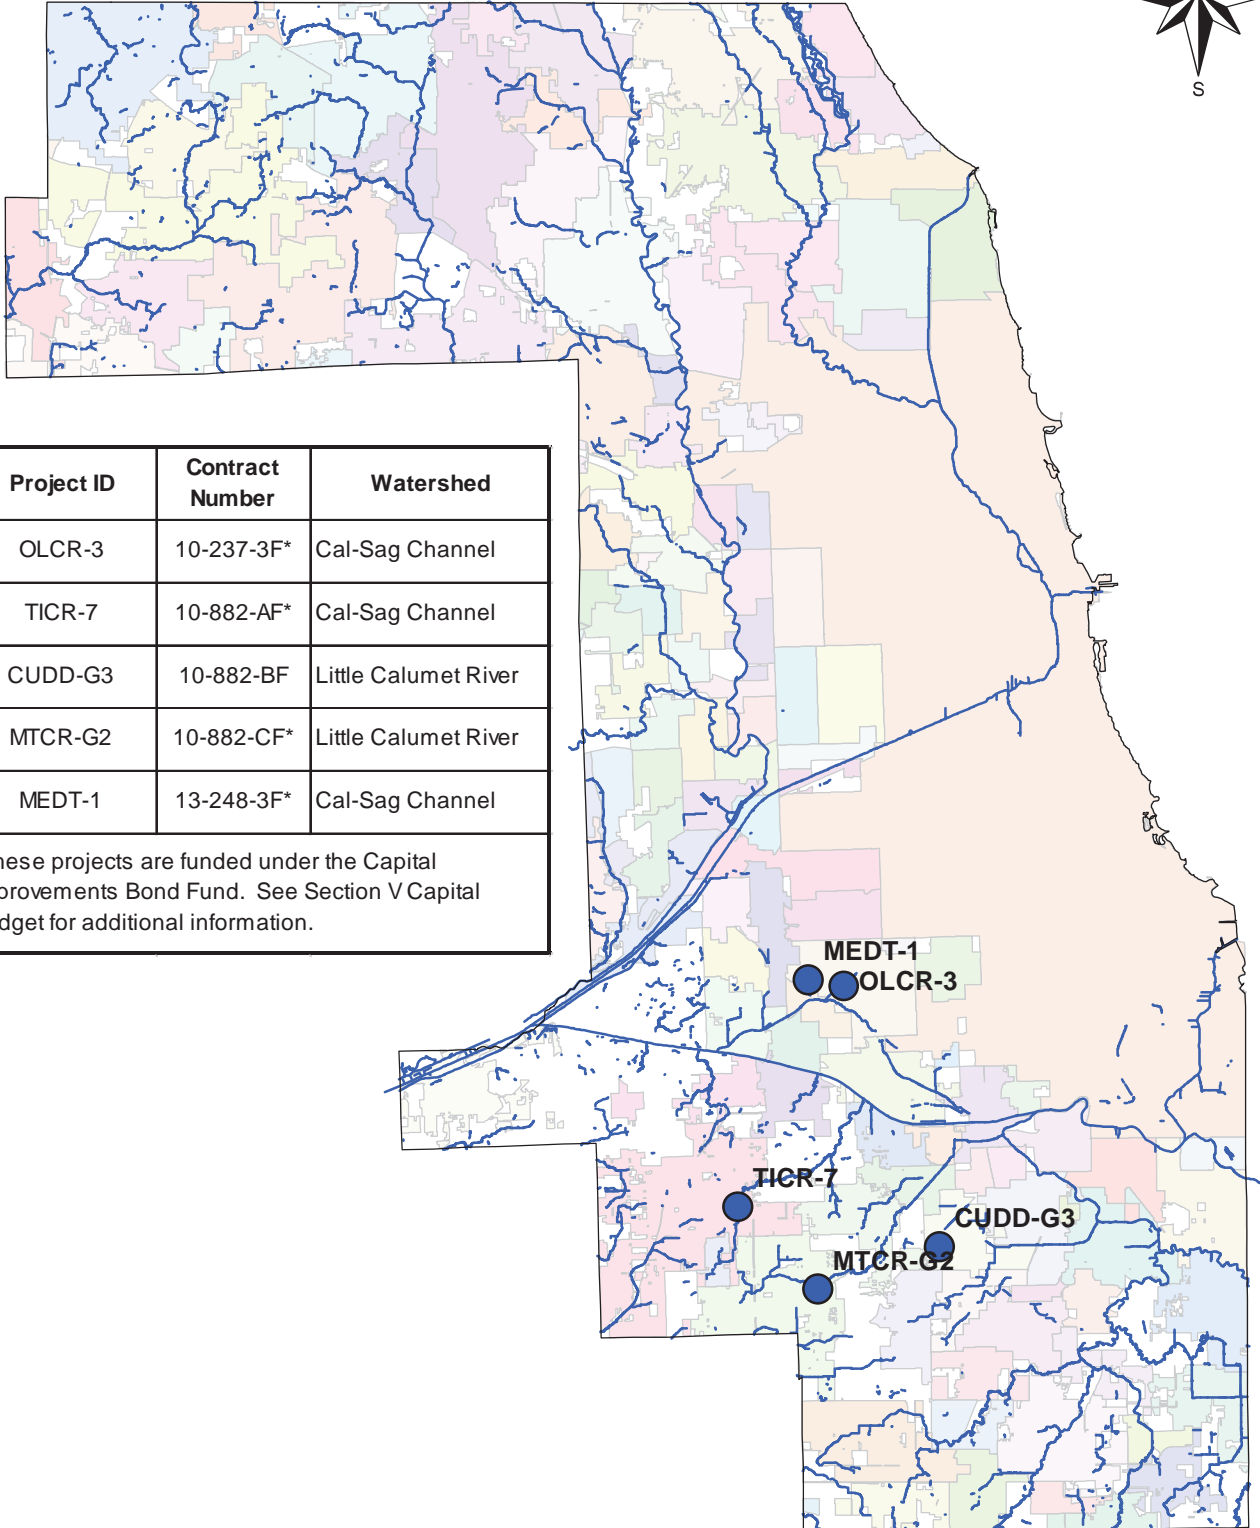 S
Project ID Contract Number Watershed
OLCR-3 10-237-3F* Cal-Sag Channel
TICR-7 10-882-AF* Cal-Sag Channel
CUDD-G3 10-882-BF Little Calumet River
MTCR-G2 10-882-CF* Little Calumet River
MEDT-1 13-248-3F* Cal-Sag Channel
hese projects are funded under the Capital
provements Bond Fund. See Section V Capital
dget for additional information.
MEDT-1
OLCR-3
TICR-7
CUDD-G3
MTCR-G2